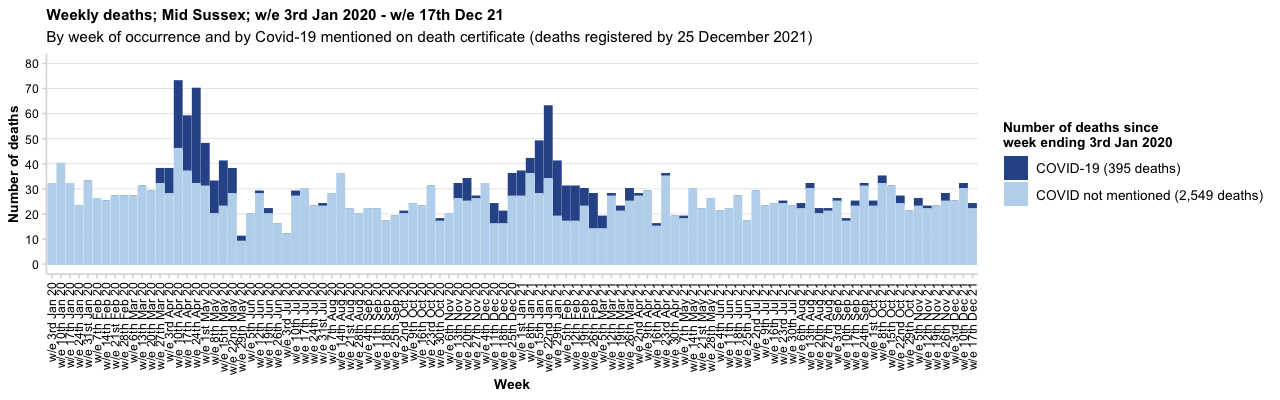 Weekly deaths; Mid Sussex; w/e 3rd Jan 2020 - w/e 17th Dec 21
By week of occurrence and by Covid-19 mentioned on death certificate (deaths registered by 25 December 2021)
Number of deaths
80
70
60
50
40
30
20
10
0
w/e 3rd Jan 20
w/e 10th Jan 20
w/e 17th Jan 20
w/e 24th Jan 20
w/e 31st Jan 20
w/e 7th Feb 20
w/e 14th Feb 20
w/e 21st Feb 20
w/e 28th Feb 20
w/e 6th Mar 20
w/e 13th Mar 20
w/e 20th Mar 20
w/e 27th Mar 20
w/e 3rd Apr 20
w/e 10th Apr 20
w/e 17th Apr 20
w/e 24th Apr 20
w/e 1st May 20
w/e 8th May 20
w/e 15th May 20
w/e 22nd May 20
w/e 29th May 20
w/e 5th Jun 20
w/e 12th Jun 20
w/e 19th Jun 20
w/e 26th Jun 20
w/e 3rd Jul 20
w/e 10th Jul 20
w/e 17th Jul 20
w/e 24th Jul 20
w/e 31st Jul 20
w/e 7th Aug 20
w/e 14th Aug 20
w/e 21st Aug 20
w/e 28th Aug 20
w/e 4th Sep 20
w/e 11th Sep 20
w/e 18th Sep 20
w/e 25th Sep 20
w/e 2nd Oct 20
w/e 9th Oct 20
w/e 16th Oct 20
w/e 23rd Oct 20
w/e 30th Oct 20
w/e 6th Nov 20
w/e 13th Nov 20
w/e 20th Nov 20
w/e 27th Nov 20
w/e 4th Dec 20
w/e 11th Dec 20
w/e 18th Dec 20
w/e 25th Dec 20
w/e 1st Jan 21
w/e 8th Jan 21
w/e 15th Jan 21
w/e 22nd Jan 21
w/e 29th Jan 21
w/e 5th Feb 21
w/e 12th Feb 21
w/e 19th Feb 21
w/e 26th Feb 21
w/e 5th Mar 21
w/e 12th Mar 21
w/e 19th Mar 21
w/e 26th Mar 21
w/e 2nd Apr 21
w/e 9th Apr 21
w/e 16th Apr 21
w/e 23rd Apr 21
w/e 30th Apr 21
w/e 7th May 21
w/e 14th May 21
w/e 21st May 21
w/e 28th May 21
w/e 4th Jun 21
w/e 11th Jun 21
w/e 18th Jun 21
w/e 25th Jun 21
w/e 2nd Jul 21
w/e 9th Jul 21
w/e 16th Jul 21
w/e 23rd Jul 21
w/e 30th Jul 21
w/e 6th Aug 21
w/e 13th Aug 21
w/e 20th Aug 21
w/e 27th Aug 21
w/e 3rd Sep 21
w/e 10th Sep 21
w/e 17th Sep 21
w/e 24th Sep 21
w/e 1st Oct 21
w/e 8th Oct 21
w/e 15th Oct 21
w/e 22nd Oct 21
w/e 29th Oct 21
w/e 5th Nov 21
w/e 12th Nov 21
w/e 19th Nov 21
w/e 26th Nov 21
w/e 3rd Dec 21
w/e 10th Dec 21
w/e 17th Dec 21
Week
Number of deaths since
week ending 3rd Jan 2020
COVID-19 (395 deaths)
COVID not mentioned (2,549 deaths)